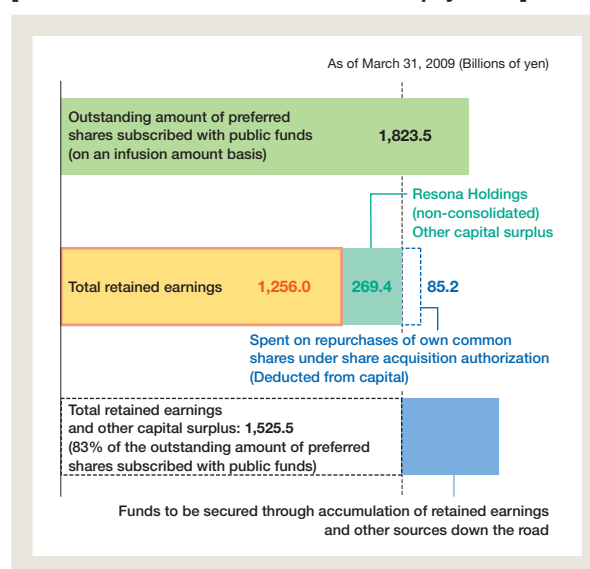 As of March 31, 2009 (Billions of yen)
Outstanding amount of preferred
shares subscribed with public funds
(on an infusion amount basis)
1,823.5
Resona Holdings
(non-consolidated)
Other capital surplus
Total retained earnings 1,256.0 269.4 85.2
Spent on repurchases of own common
shares under share acquisition authorization
(Deducted from capital)
Total retained earnings
and other capital surplus: 1,525.5
(83% of the outstanding amount of preferred
shares subscribed with public funds)
Funds to be secured through accumulation of retained earnings
and other sources down the road